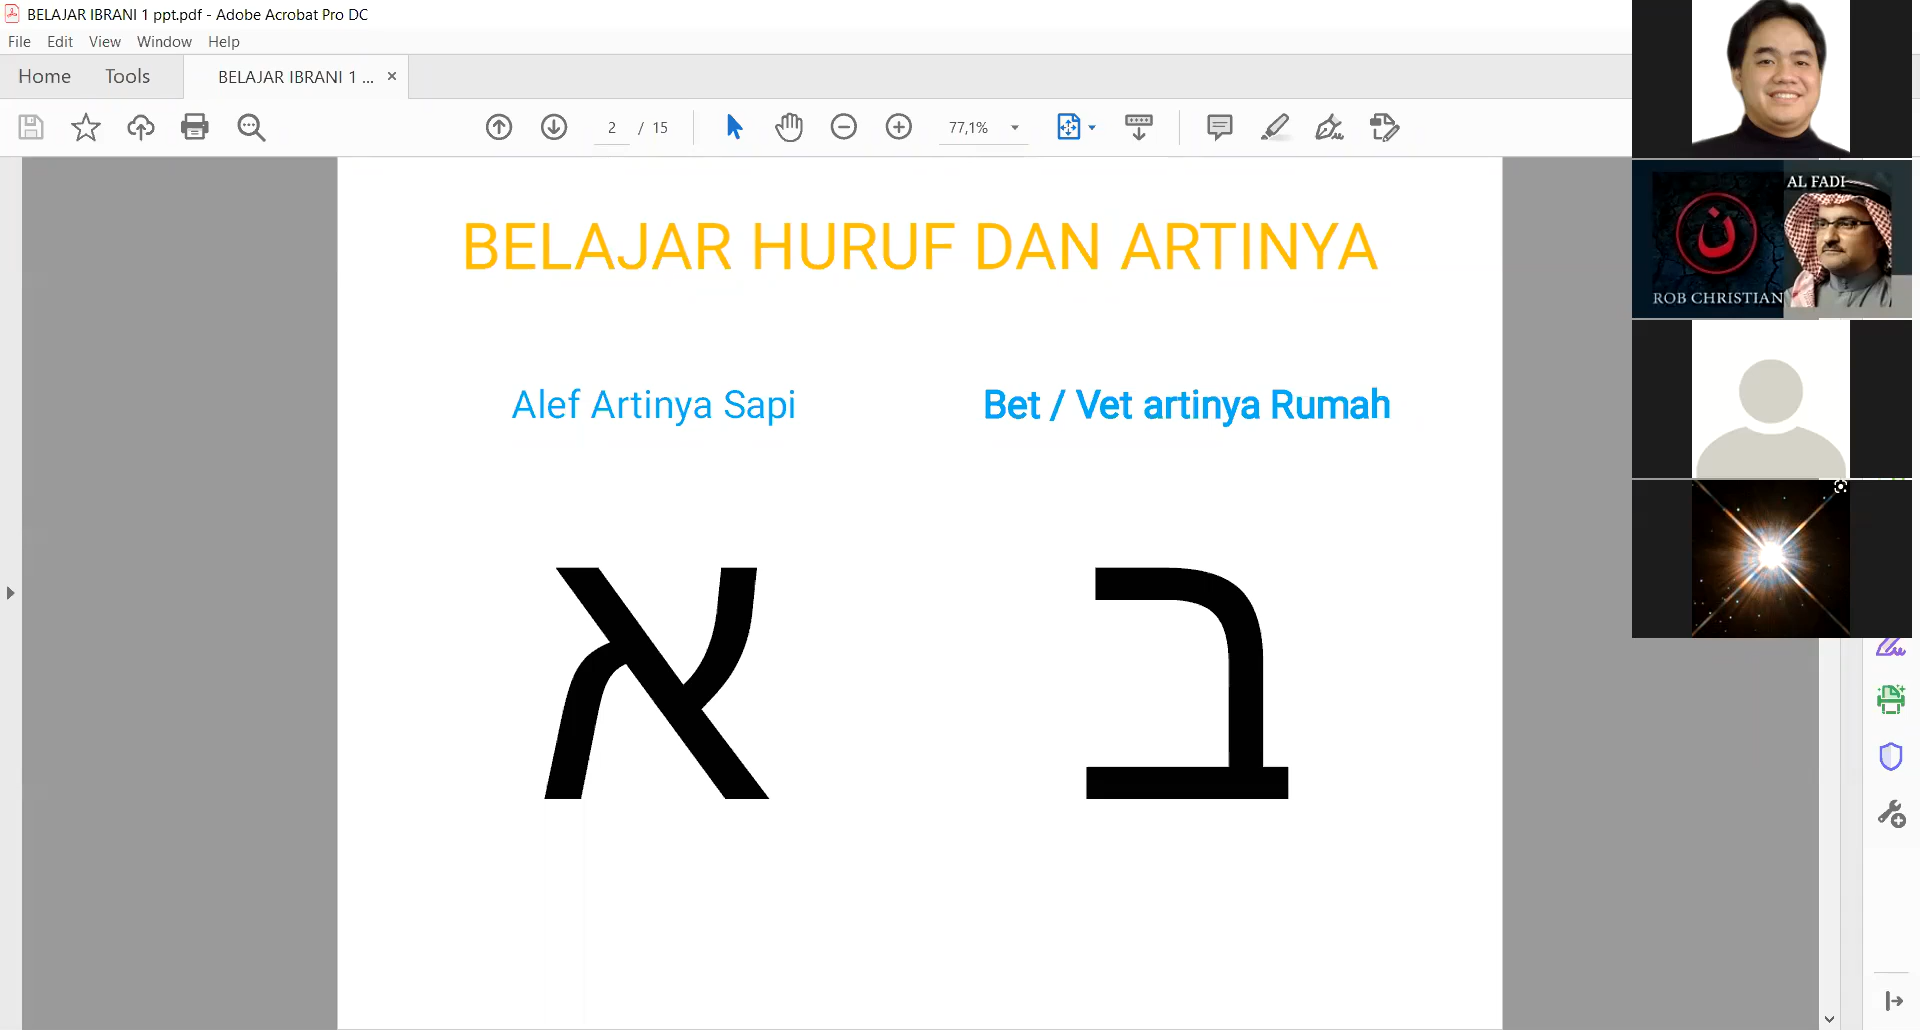 BELAJAR IBRANI 1 ppt.pdf - Adobe Acrobat Pro DC
File Edit View Window Help
Home Tools BELAJAR IBRANI 1 ... ×
2 / 15 77,1%
BELAJAR HURUF DAN ARTINYA
Alef Artinya Sapi
Bet / Vet artinya Rumah
א
ב
AL FADI
ن
ROB CHRISTIAN